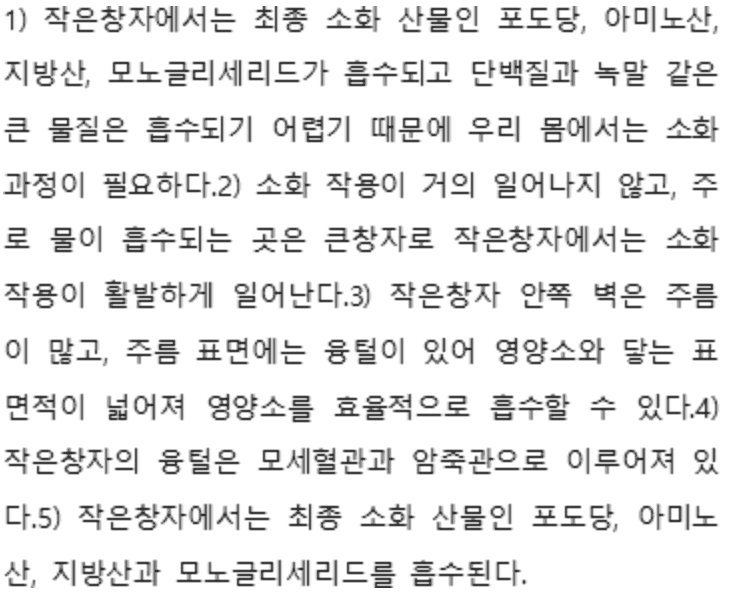 1) 작은창자에서는 최종 소화 산물인 포도당, 아미노산,
지방산, 모노글리세리드가 흡수되고 단백질과 녹말 같은
큰 물질은 흡수되기 어렵기 때문에 우리 몸에서는 소화
과정이 필요하다.2) 소화 작용이 거의 일어나지 않고, 주
로 물이 흡수되는 곳은 큰창자로 작은창자에서는 소화
작용이 활발하게 일어난다.3) 작은창자 안쪽 벽은 주름
이 많고, 주름 표면에는 융털이 있어 영양소와 닿는 표
면적이 넓어져 영양소를 효율적으로 흡수할 수 있다.4)
작은창자의 융털은 모세혈관과 암죽관으로 이루어져 있
다.5) 작은창자에서는 최종 소화 산물인 포도당, 아미노
산, 지방산과 모노글리세리드를 흡수된다.